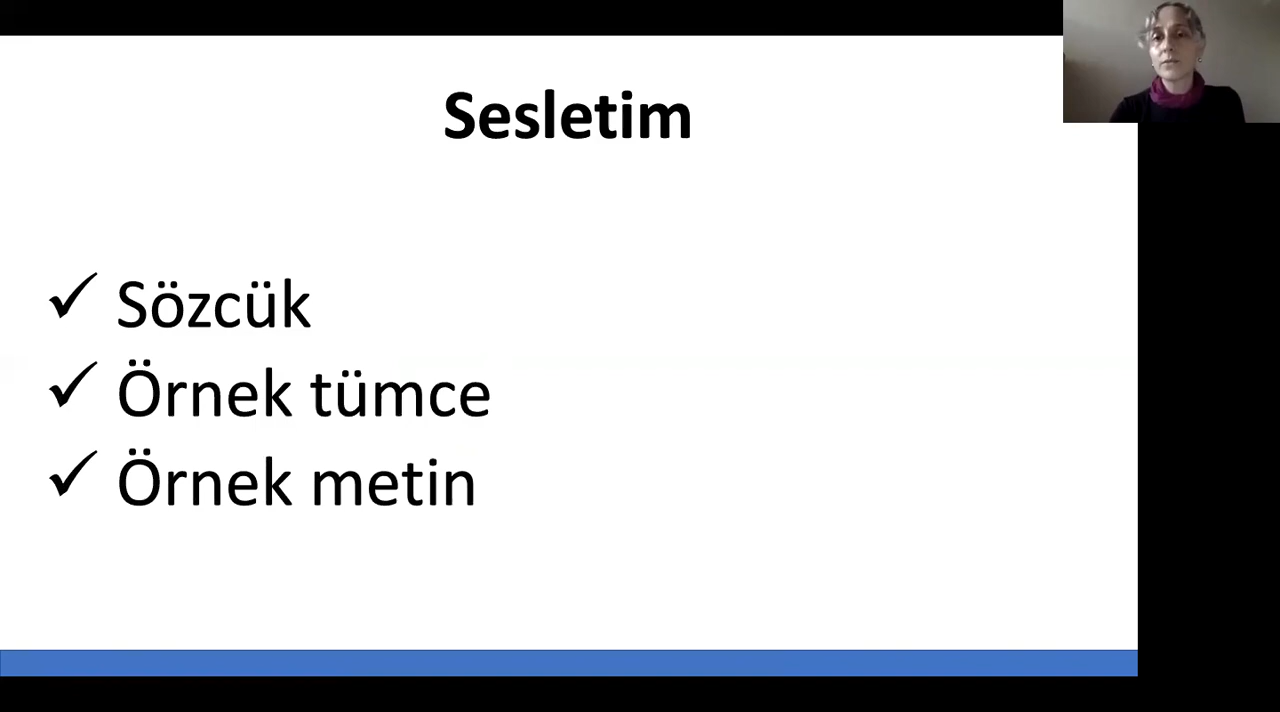 Sesletim
✓ Sözcük
✓ Örnek tümce
✓ Örnek metin